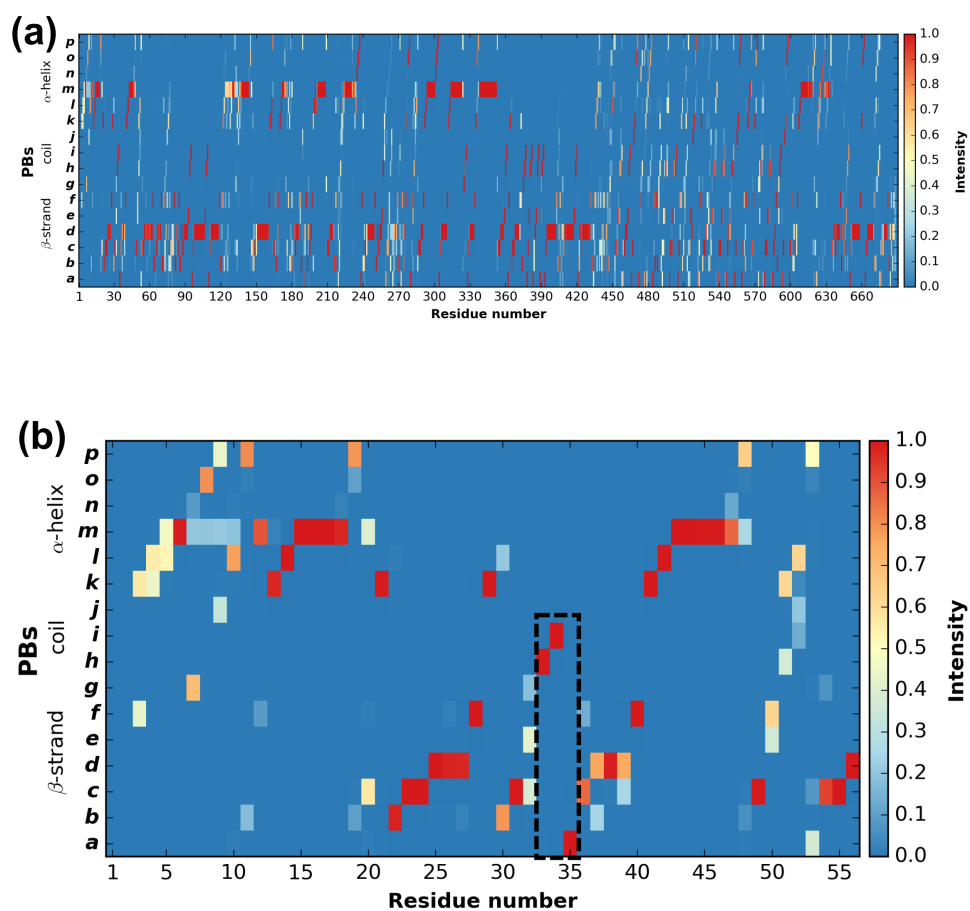 (a)
PBs
α-helix
coil
β-strand
p
o
n
m
l
k
j
i
h
g
f
e
d
c
b
a
1 30 60 90 120 150 180 210 240 270 300 330 360 390 420 450 480 510 540 570 600 630 660
Residue number
1.0
0.9
0.8
0.7
0.6
0.5
0.4
0.3
0.2
0.1
0.0
Intensity
(b)
PBs
α-helix
coil
β-strand
p
o
n
m
l
k
j
i
h
g
f
e
d
c
b
a
1 5 10 15 20 25 30 35 40 45 50 55
Residue number
1.0
0.9
0.8
0.7
0.6
0.5
0.4
0.3
0.2
0.1
0.0
Intensity